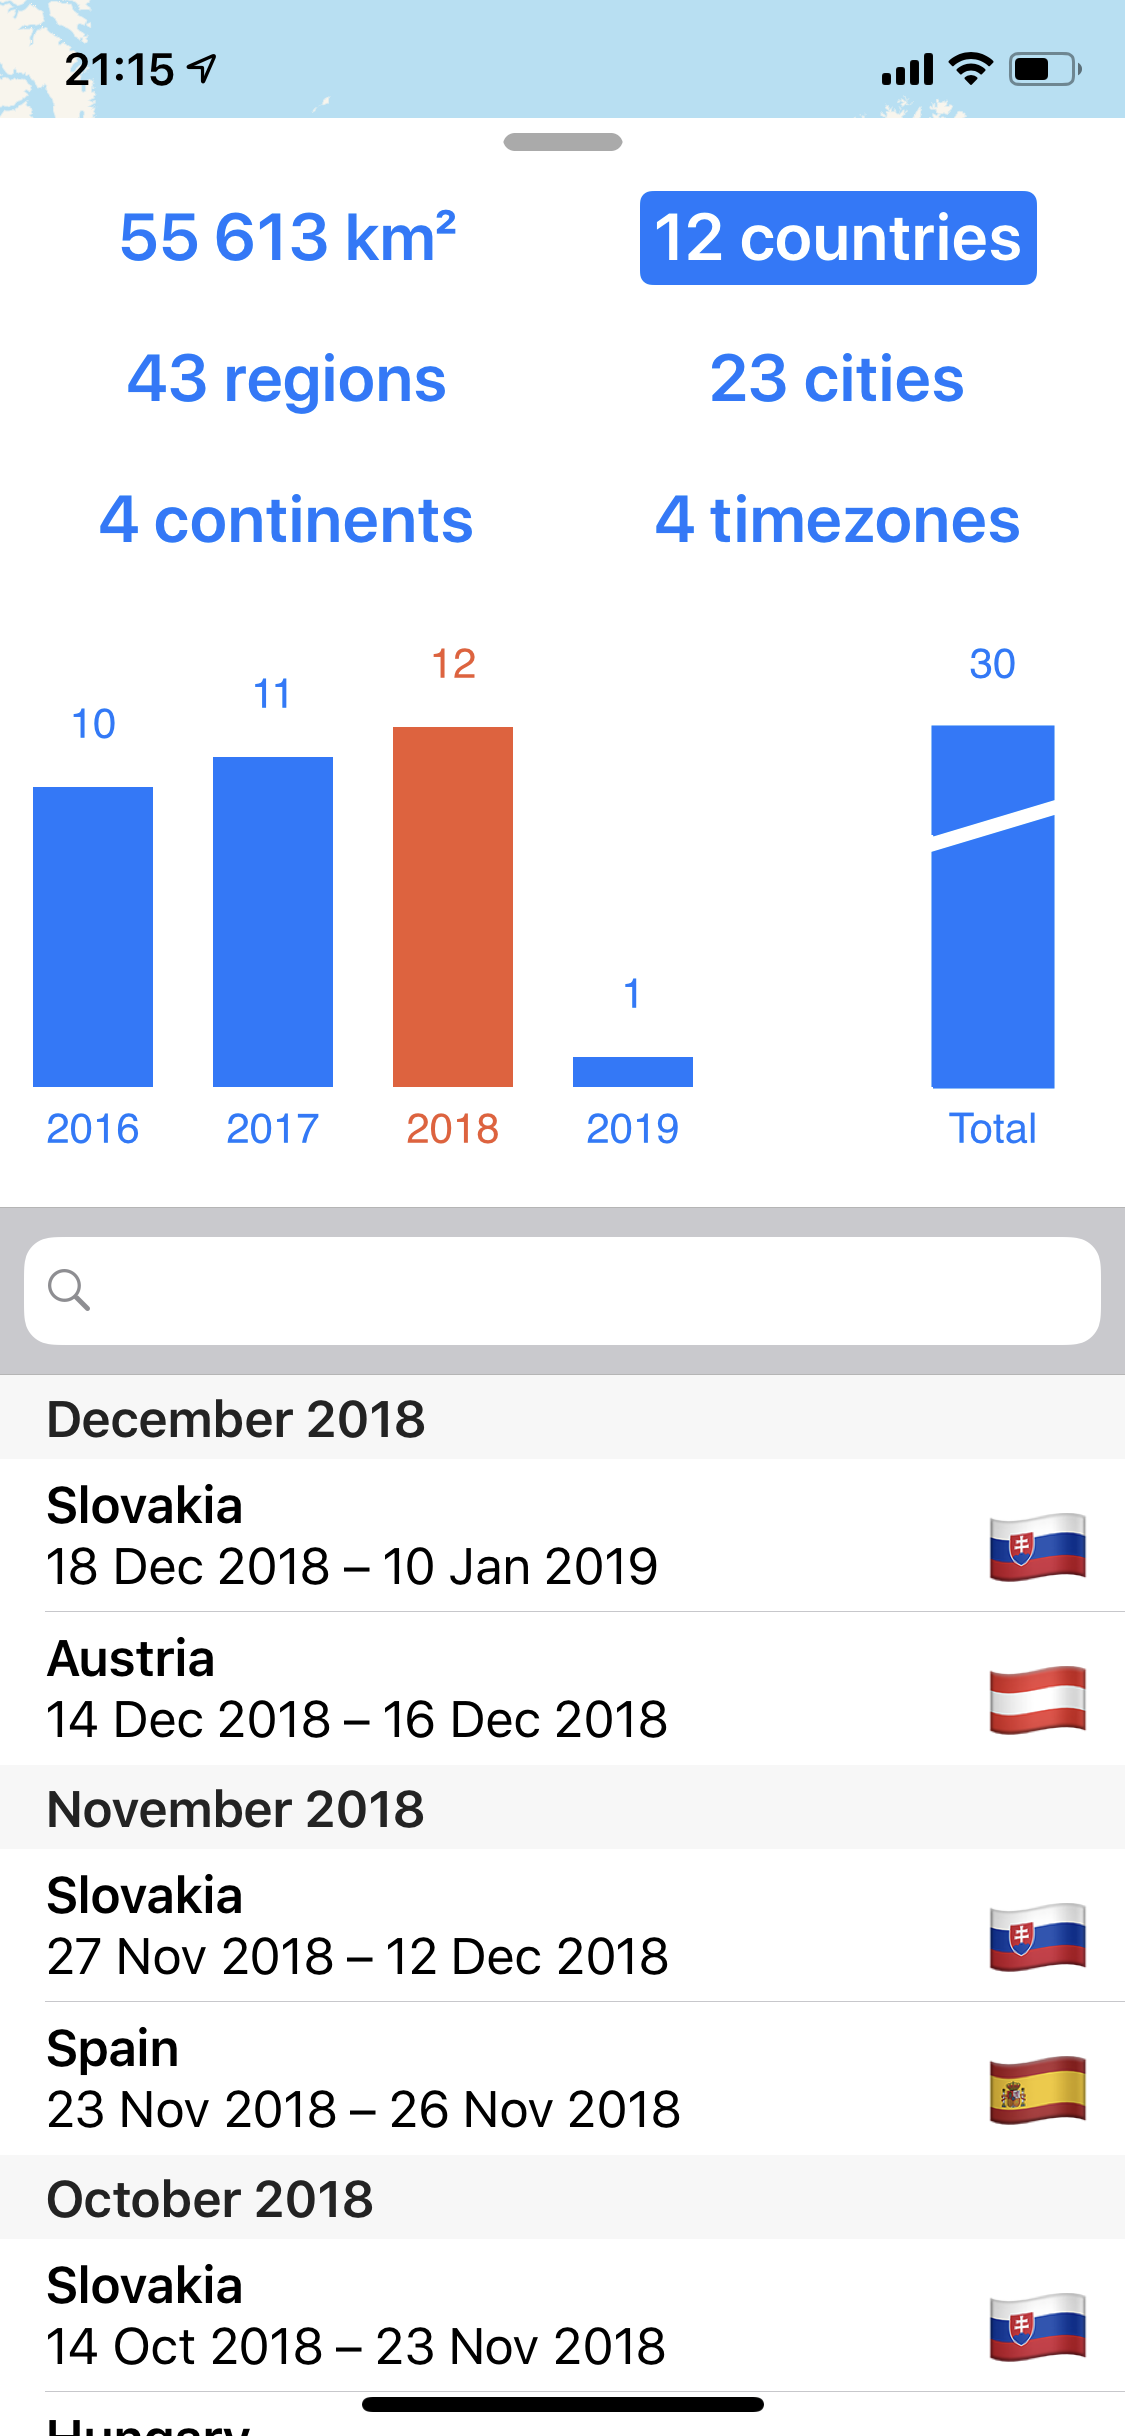 21:15
55 613 km²
12 countries
43 regions
23 cities
4 continents
4 timezones
10
11
12
1
30
2016
2017
2018
2019
Total
December 2018
Slovakia
18 Dec 2018 – 10 Jan 2019
Austria
14 Dec 2018 – 16 Dec 2018
November 2018
Slovakia
27 Nov 2018 – 12 Dec 2018
Spain
23 Nov 2018 – 26 Nov 2018
October 2018
Slovakia
14 Oct 2018 – 23 Nov 2018
Hungary